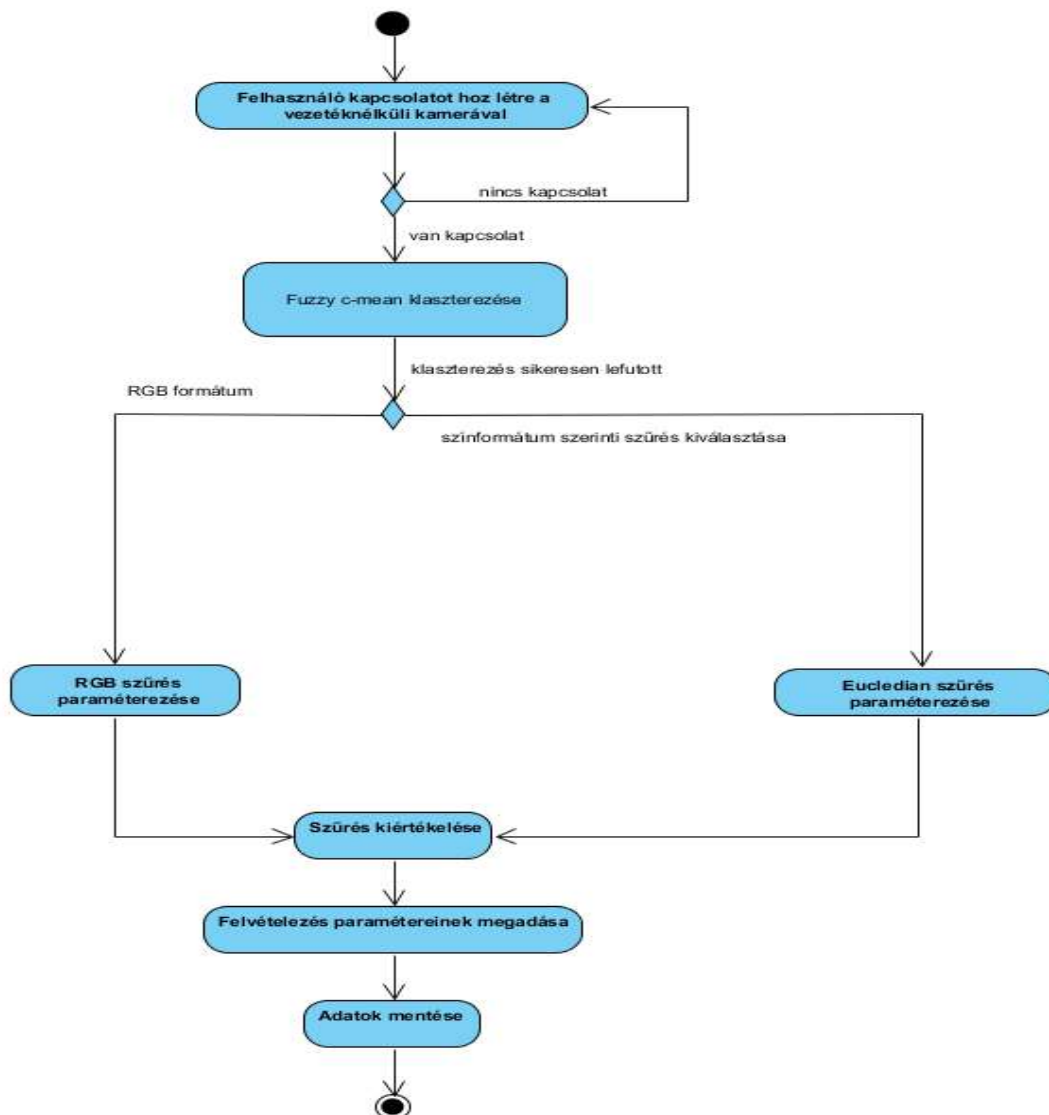 Felhasználó kapcsolatot hoz létre a
vezetéknélküli kamerával
nincs kapcsolat
van kapcsolat
Fuzzy c-mean klaszterezése
klaszterezés sikeresen lefutott
RGB formátum
színformátum szerinti szűrés kiválasztása
RGB szűrés
paraméterezése
Eucledian szűrés
paraméterezése
Szűrés kiértékelése
Felvételezés paramétereinek megadása
Adatok mentése